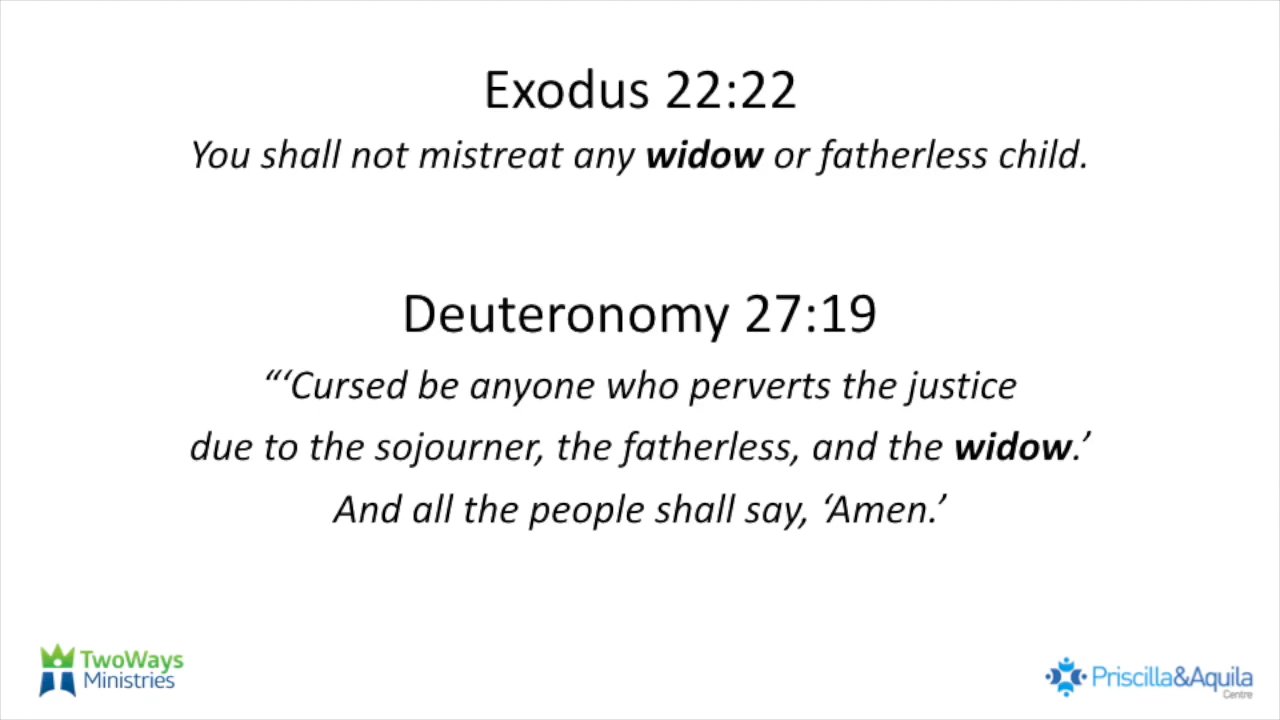 Exodus 22:22
You shall not mistreat any widow or fatherless child.
Deuteronomy 27:19
“‘Cursed be anyone who perverts the justice
due to the sojourner, the fatherless, and the widow.’
And all the people shall say, ‘Amen.’
TwoWays
Ministries
Priscilla&Aquila
Centre